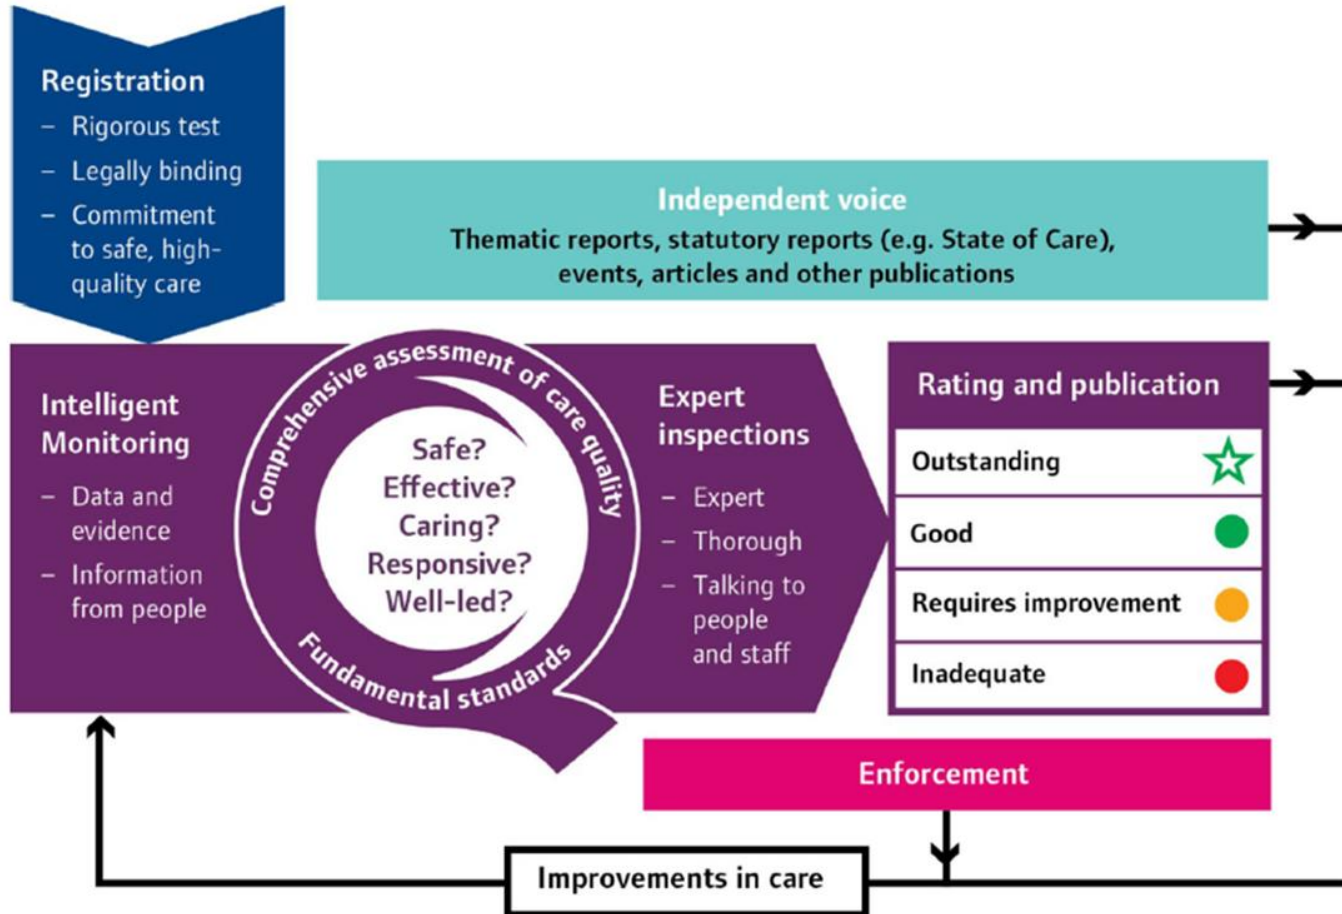 Registration
– Rigorous test
– Legally binding
– Commitment
to safe, high-
quality care
Independent voice
Thematic reports, statutory reports (e.g. State of Care),
events, articles and other publications
Intelligent
Monitoring
– Data and
evidence
– Information
from people
Comprehensive assessment of care quality
Safe?
Effective?
Caring?
Responsive?
Well-led?
Fundamental standards
Expert
inspections
– Expert
– Thorough
– Talking to
people
and staff
Rating and publication
Outstanding
Good
Requires improvement
Inadequate
Enforcement
Improvements in care